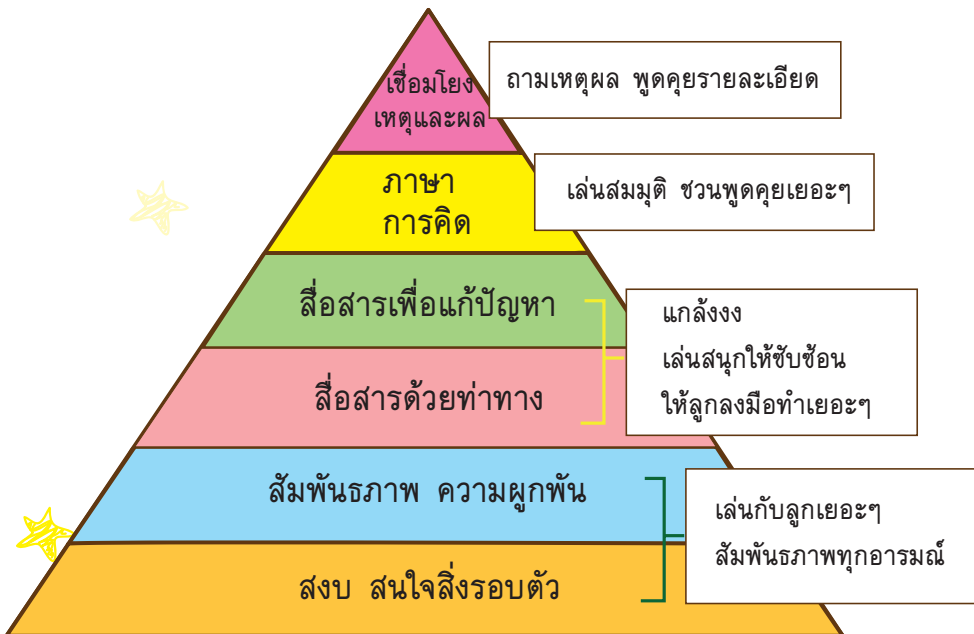 เชื่อมโยง
เหตุและผล
ถามเหตุผล พูดคุยรายละเอียด
ภาษา
การคิด
เล่นสมมุติ ชวนพูดคุยเยอะๆ
สื่อสารเพื่อแก้ปัญหา
สื่อสารด้วยท่าทาง
แกล้งงง
เล่นสนุกให้ซับซ้อน
ให้ลูกลงมือทำเยอะๆ
สัมพันธภาพ ความผูกพัน
สงบ สนใจสิ่งรอบตัว
เล่นกับลูกเยอะๆ
สัมพันธภาพทุกอารมณ์